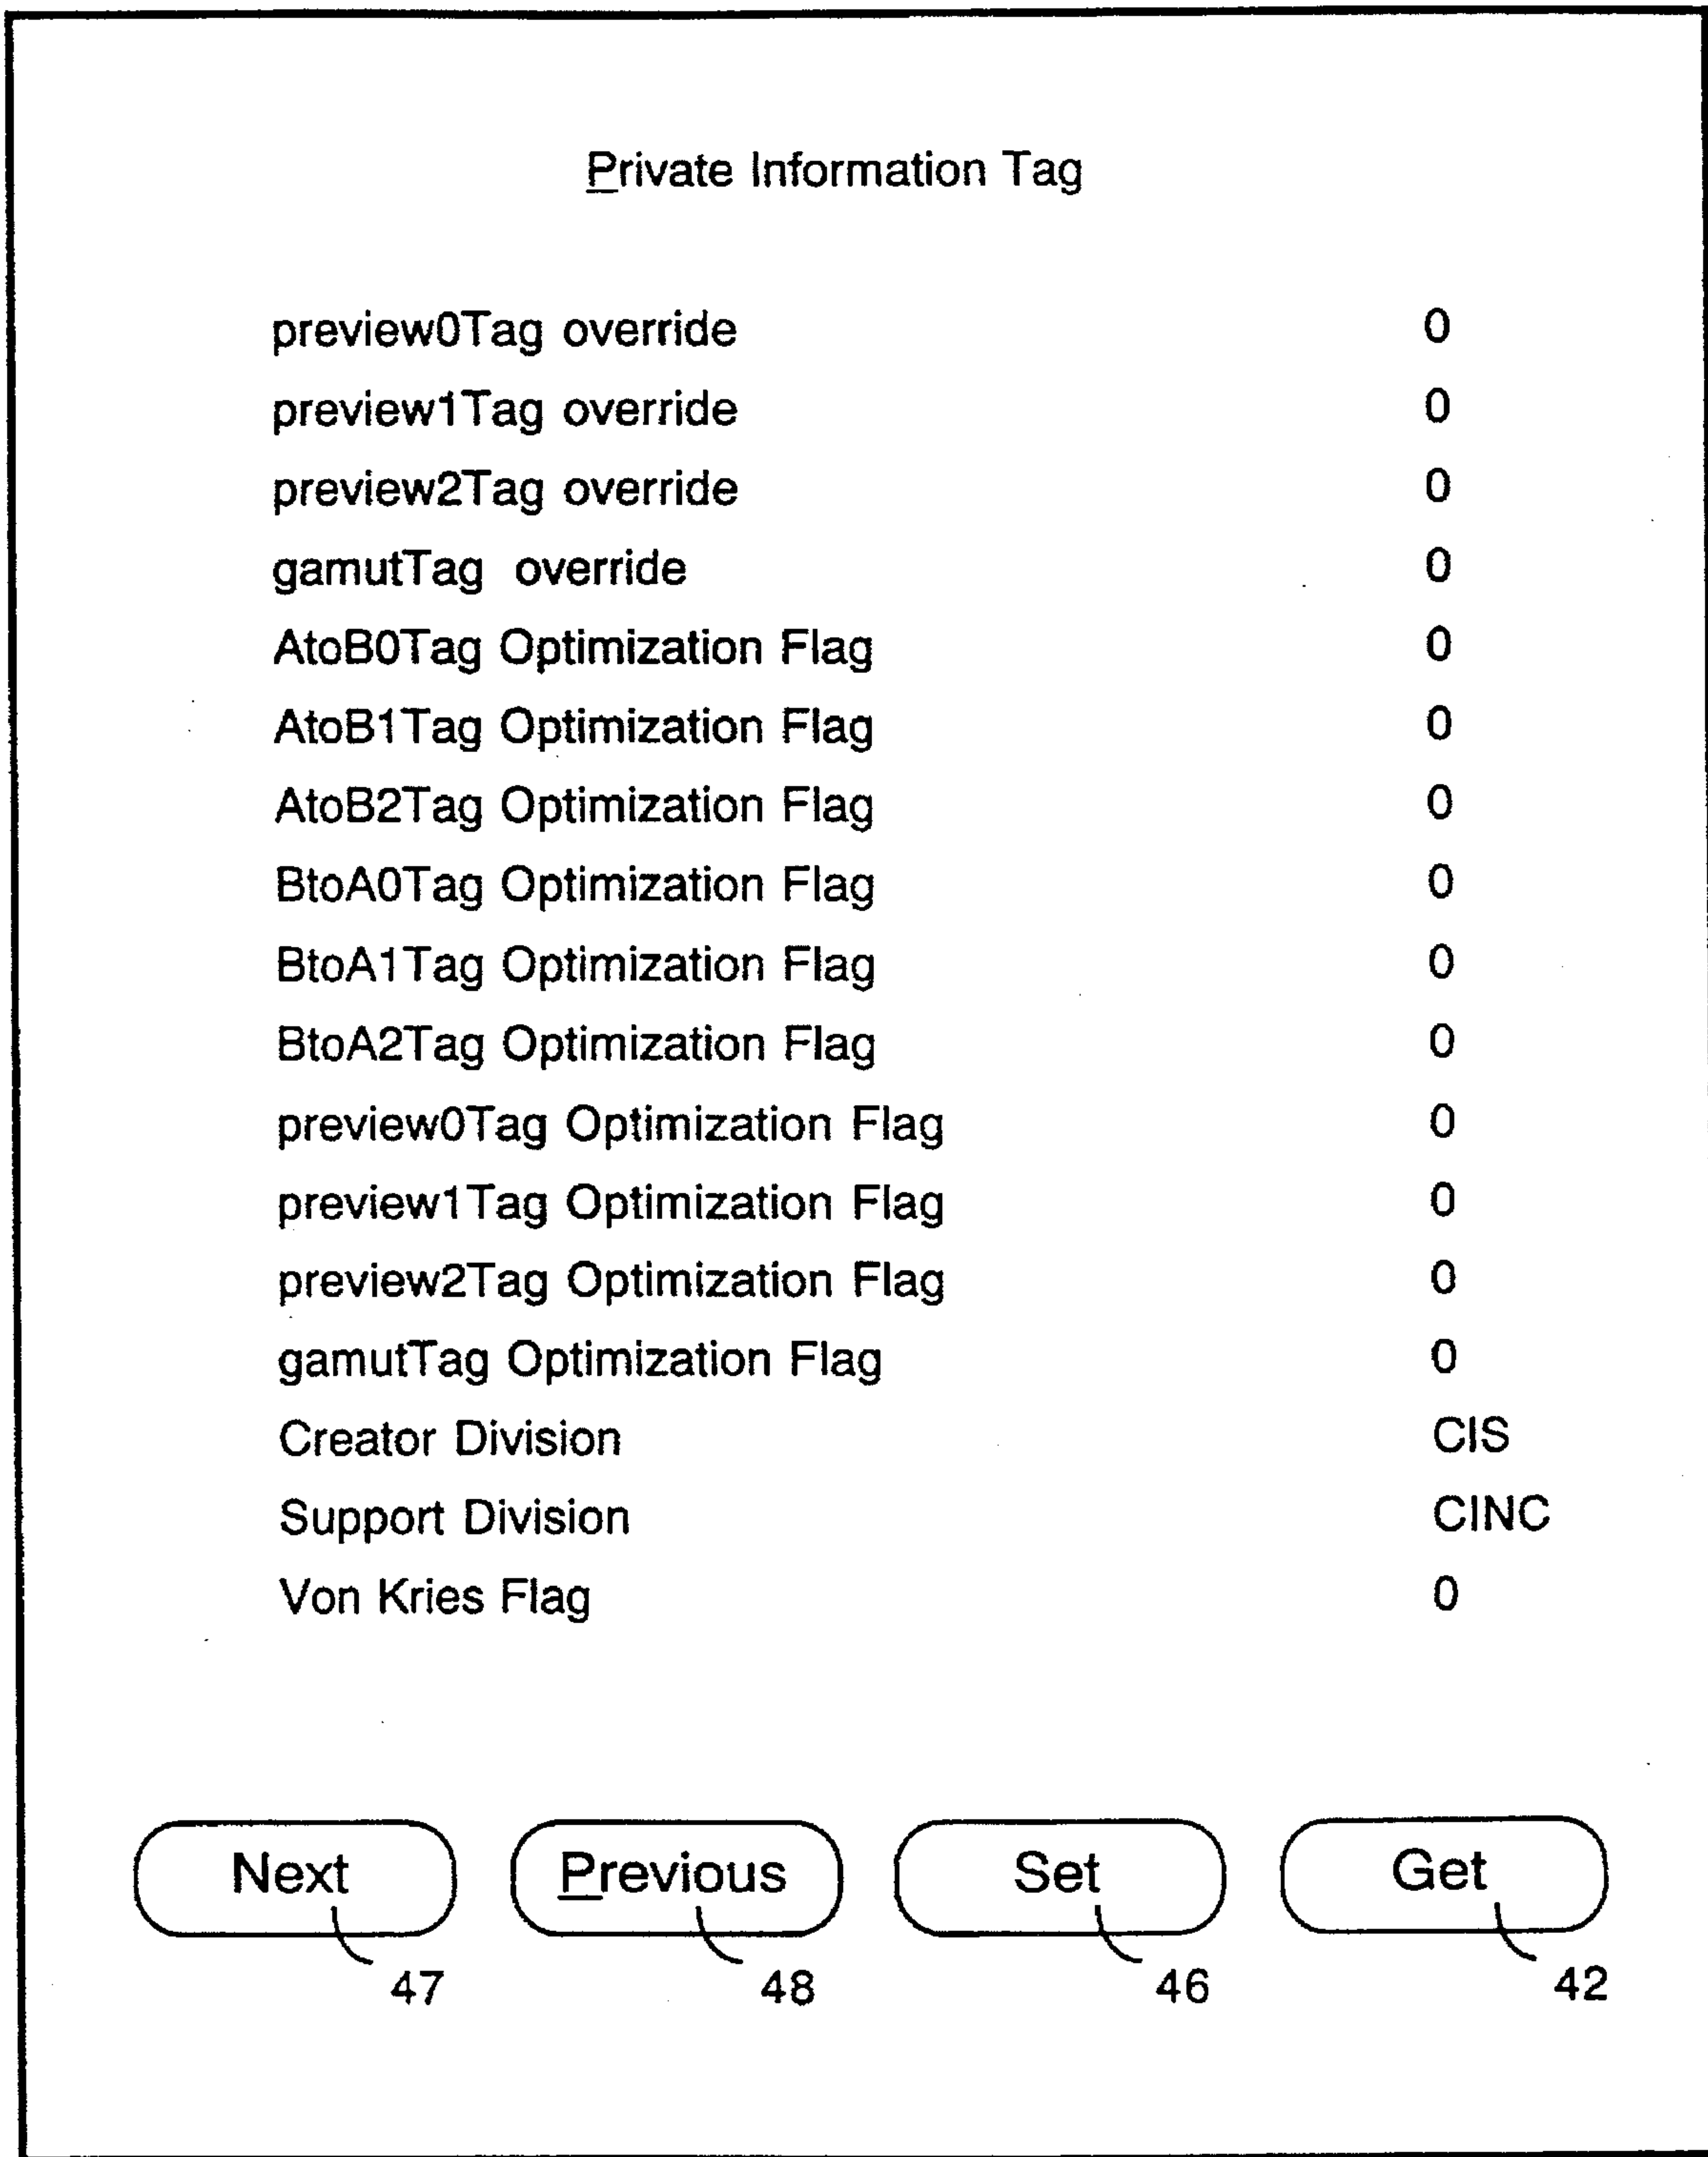 Private Information Tag
preview0Tag override 0
preview1Tag override 0
preview2Tag override 0
gamutTag override 0
AtoB0Tag Optimization Flag 0
AtoB1Tag Optimization Flag 0
AtoB2Tag Optimization Flag 0
BtoA0Tag Optimization Flag 0
BtoA1Tag Optimization Flag 0
BtoA2Tag Optimization Flag 0
preview0Tag Optimization Flag 0
preview1Tag Optimization Flag 0
preview2Tag Optimization Flag 0
gamutTag Optimization Flag 0
Creator Division CIS
Support Division CINC
Von Kries Flag 0
Next Previous Set Get
47 48 46 42